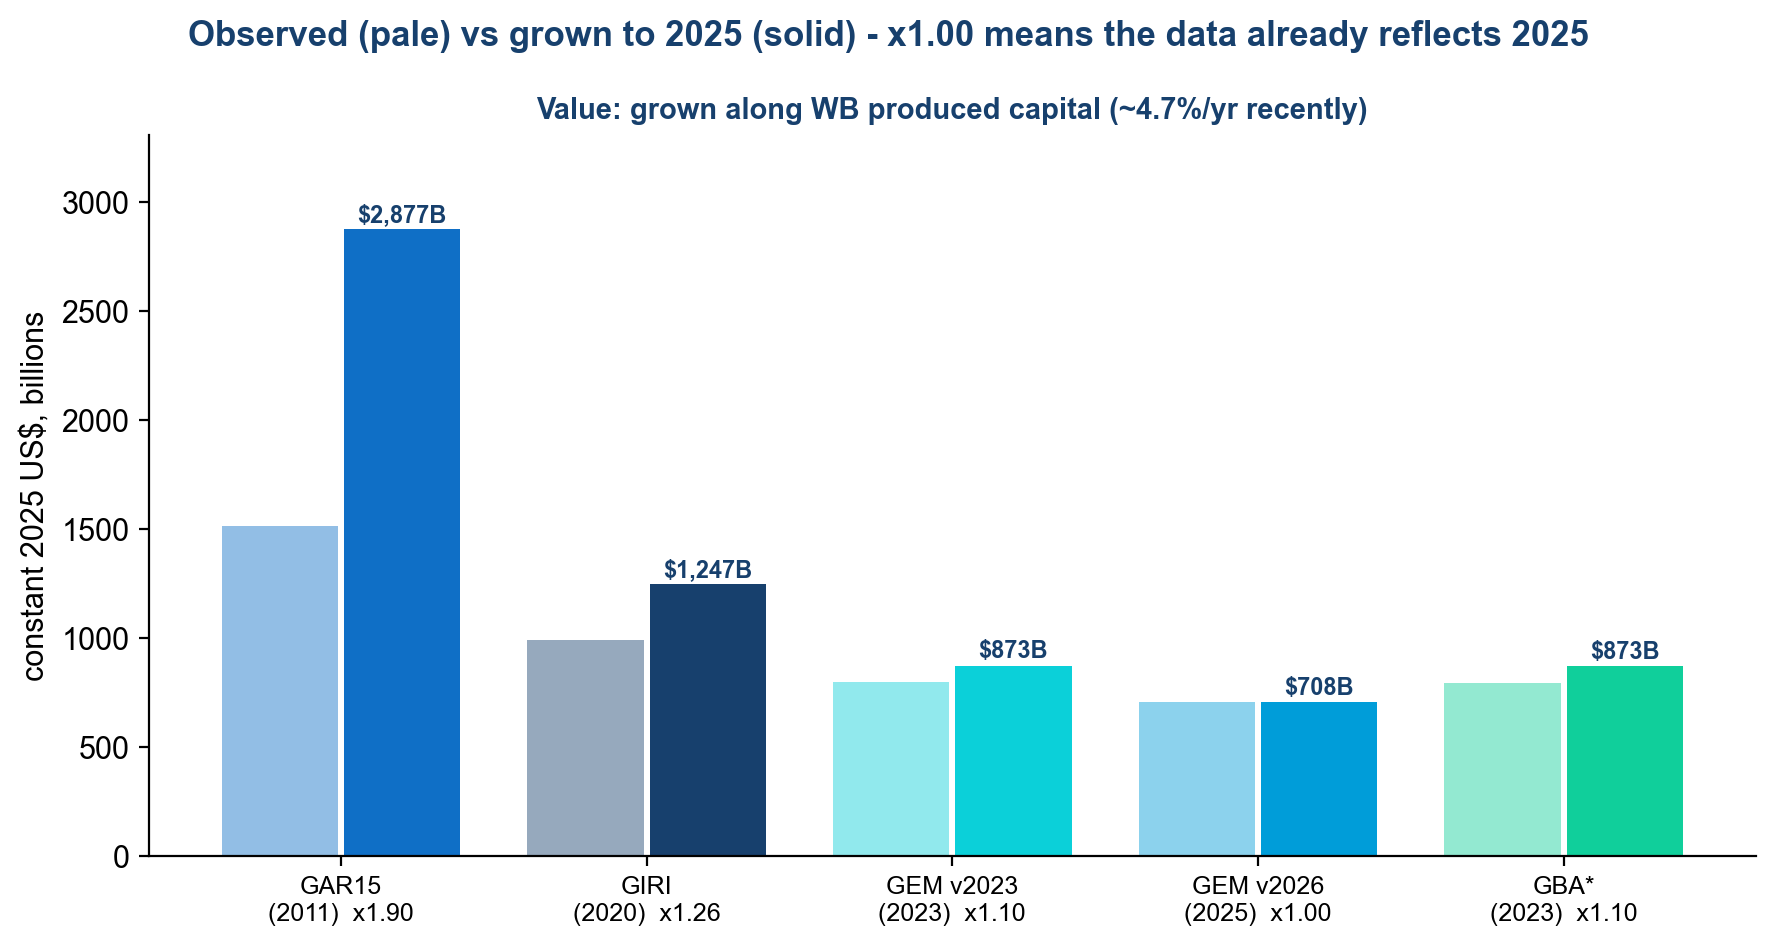 Observed (pale) vs grown to 2025 (solid) - x1.00 means the data already reflects 2025
Value: grown along WB produced capital (~4.7%/yr recently)
constant 2025 US$, billions
3000
2500
2000
1500
1000
500
0
$2,877B
$1,247B
$873B
$708B
$873B
GAR15
(2011)  x1.90
GIRI
(2020)  x1.26
GEM v2023
(2023)  x1.10
GEM v2026
(2025)  x1.00
GBA*
(2023)  x1.10